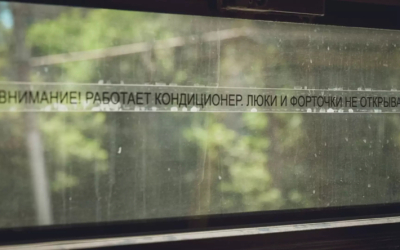 ВНИМАНИЕ! РАБОТАЕТ КОНДИЦИОНЕР. ЛЮКИ И ФОРТОЧКИ НЕ ОТКРЫВА